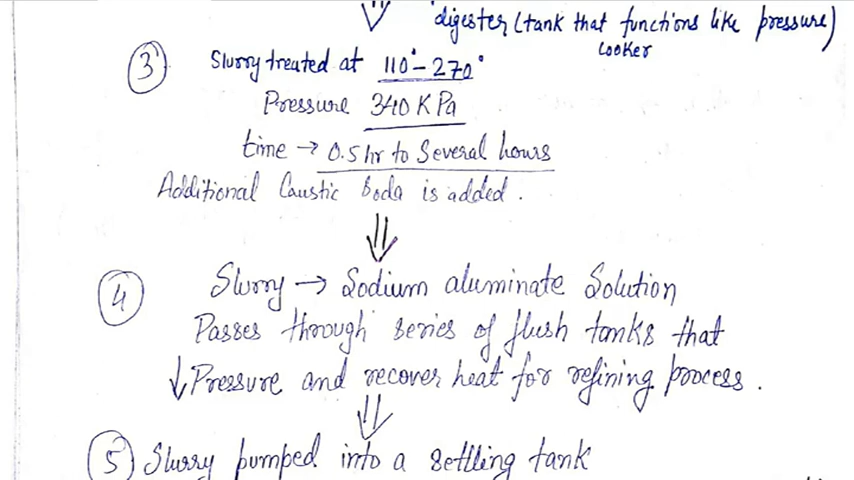 digester (tank that functions like pressure)
cooker
③ Slurry treated at 110° - 270°
Pressure 340 K Pa
time → 0.5 hr to Several hours
Additional Caustic Soda is added.
④ Slurry → Sodium aluminate Solution
Passes through series of flush tanks that
↓ Pressure and recover heat for refining process.
⑤ Slurry pumped into a settling tank